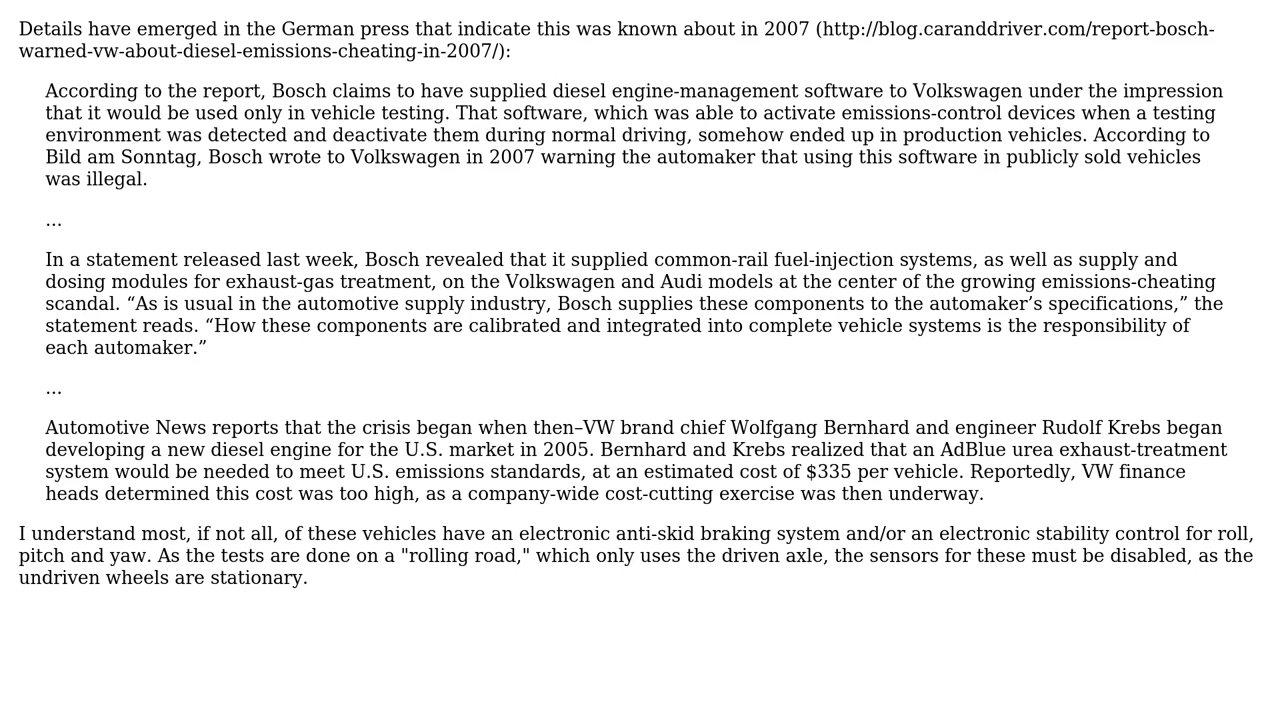 Details have emerged in the German press that indicate this was known about in 2007 (http://blog.caranddriver.com/report-bosch-
warned-vw-about-diesel-emissions-cheating-in-2007/):
According to the report, Bosch claims to have supplied diesel engine-management software to Volkswagen under the impression
that it would be used only in vehicle testing. That software, which was able to activate emissions-control devices when a testing
environment was detected and deactivate them during normal driving, somehow ended up in production vehicles. According to
Bild am Sonntag, Bosch wrote to Volkswagen in 2007 warning the automaker that using this software in publicly sold vehicles
was illegal.
...
In a statement released last week, Bosch revealed that it supplied common-rail fuel-injection systems, as well as supply and
dosing modules for exhaust-gas treatment, on the Volkswagen and Audi models at the center of the growing emissions-cheating
scandal. “As is usual in the automotive supply industry, Bosch supplies these components to the automaker’s specifications,” the
statement reads. “How these components are calibrated and integrated into complete vehicle systems is the responsibility of
each automaker.”
...
Automotive News reports that the crisis began when then–VW brand chief Wolfgang Bernhard and engineer Rudolf Krebs began
developing a new diesel engine for the U.S. market in 2005. Bernhard and Krebs realized that an AdBlue urea exhaust-treatment
system would be needed to meet U.S. emissions standards, at an estimated cost of $335 per vehicle. Reportedly, VW finance
heads determined this cost was too high, as a company-wide cost-cutting exercise was then underway.
I understand most, if not all, of these vehicles have an electronic anti-skid braking system and/or an electronic stability control for roll,
pitch and yaw. As the tests are done on a "rolling road," which only uses the driven axle, the sensors for these must be disabled, as the
undriven wheels are stationary.